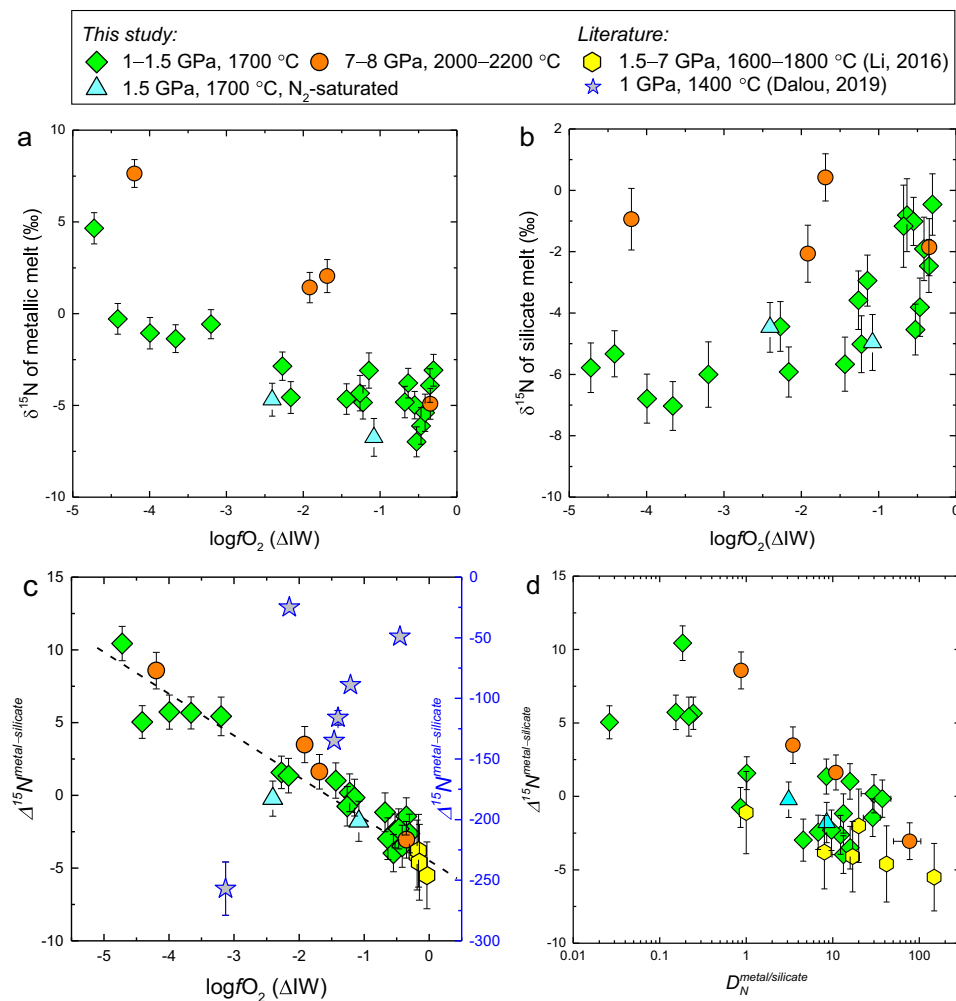 This study: Literature:
1–1.5 GPa, 1700 °C 7–8 GPa, 2000–2200 °C 1.5–7 GPa, 1600–1800 °C (Li, 2016)
1.5 GPa, 1700 °C, N₂-saturated 1 GPa, 1400 °C (Dalou, 2019)
a
δ¹⁵N of metallic melt (‰)
10
5
0
-5
-10
-5 -4 -3 -2 -1 0
logfO₂ (ΔIW)
b
δ¹⁵N of silicate melt (‰)
2
0
-2
-4
-6
-8
-10
-5 -4 -3 -2 -1 0
logfO₂(ΔIW)
c
Δ¹⁵N^metal–silicate
15
10
5
0
-5
-10
-5 -4 -3 -2 -1 0
logfO₂ (ΔIW)
0
-50
-100
-150
-200
-250
-300
Δ¹⁵N^metal–silicate
d
Δ¹⁵N^metal–silicate
15
10
5
0
-5
-10
0.01 0.1 1 10 100
D_N^metal/silicate